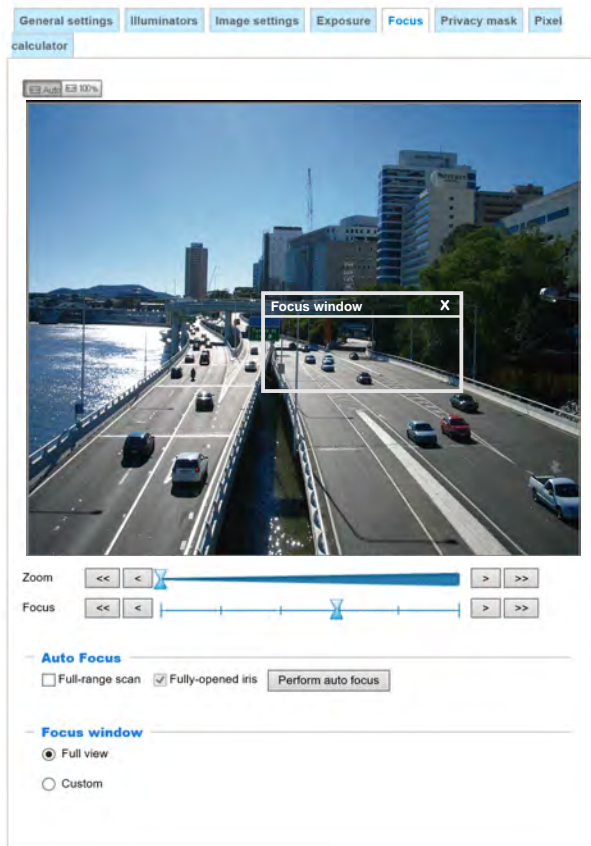 General settings Illuminators Image settings Exposure Focus Privacy mask Pixel
calculator
Auto 100%
Focus window X
Zoom << < > >>
Focus << < > >>
Auto Focus
Full-range scan Fully-opened iris Perform auto focus
Focus window
Full view
Custom